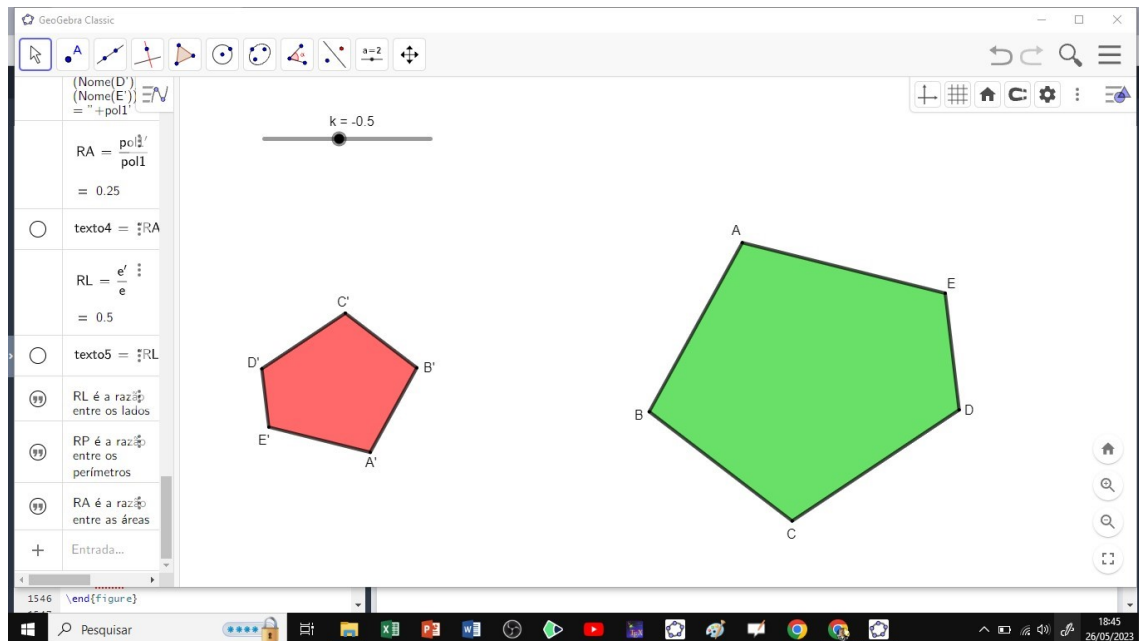 GeoGebra Classic
A
a=2
(Nome(D')
(Nome(E'))
= "+pol1'
RA = pol1'
pol1
= 0.25
texto4 = RA
RL = e'
e
= 0.5
texto5 = RL
RL é a razão
entre os lados
RP é a razão
entre os
perímetros
RA é a razão
entre as áreas
Entrada...
k = -0.5
A
E
C'
D'
B'
B
D
E'
A'
C
1546 \end{figure}
Pesquisar
18:45
26/05/2023